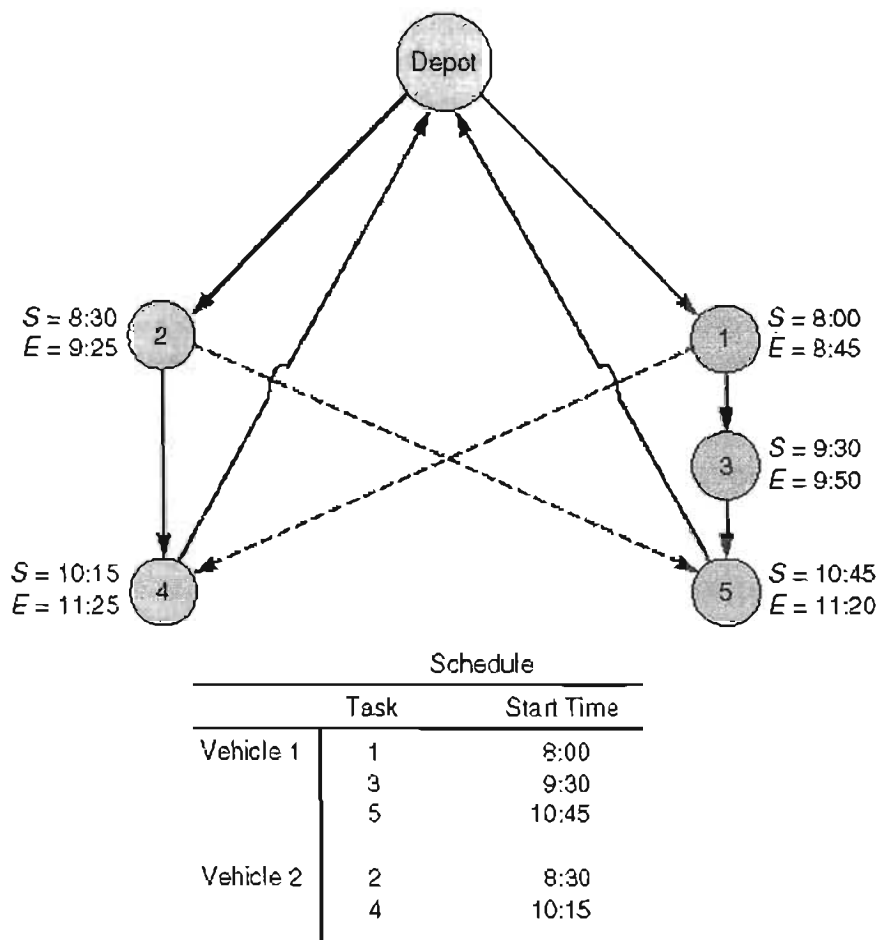 Depot
S = 8:30
E = 9:25
2
1
S = 8:00
E = 8:45
3
S = 9:30
E = 9:50
S = 10:15
E = 11:25
4
5
S = 10:45
E = 11:20
Schedule
Task Start Time
Vehicle 1 1 8:00
3 9:30
5 10:45
Vehicle 2 2 8:30
4 10:15